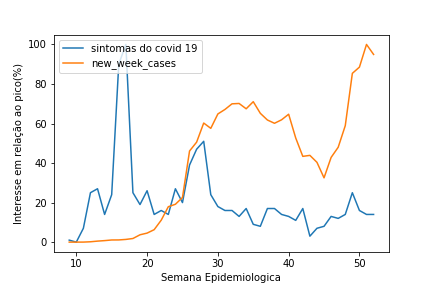 100
80
60
40
20
0
Interesse em relação ao pico(%)
sintomas do covid 19
new_week_cases
10
20
30
40
50
Semana Epidemiologica